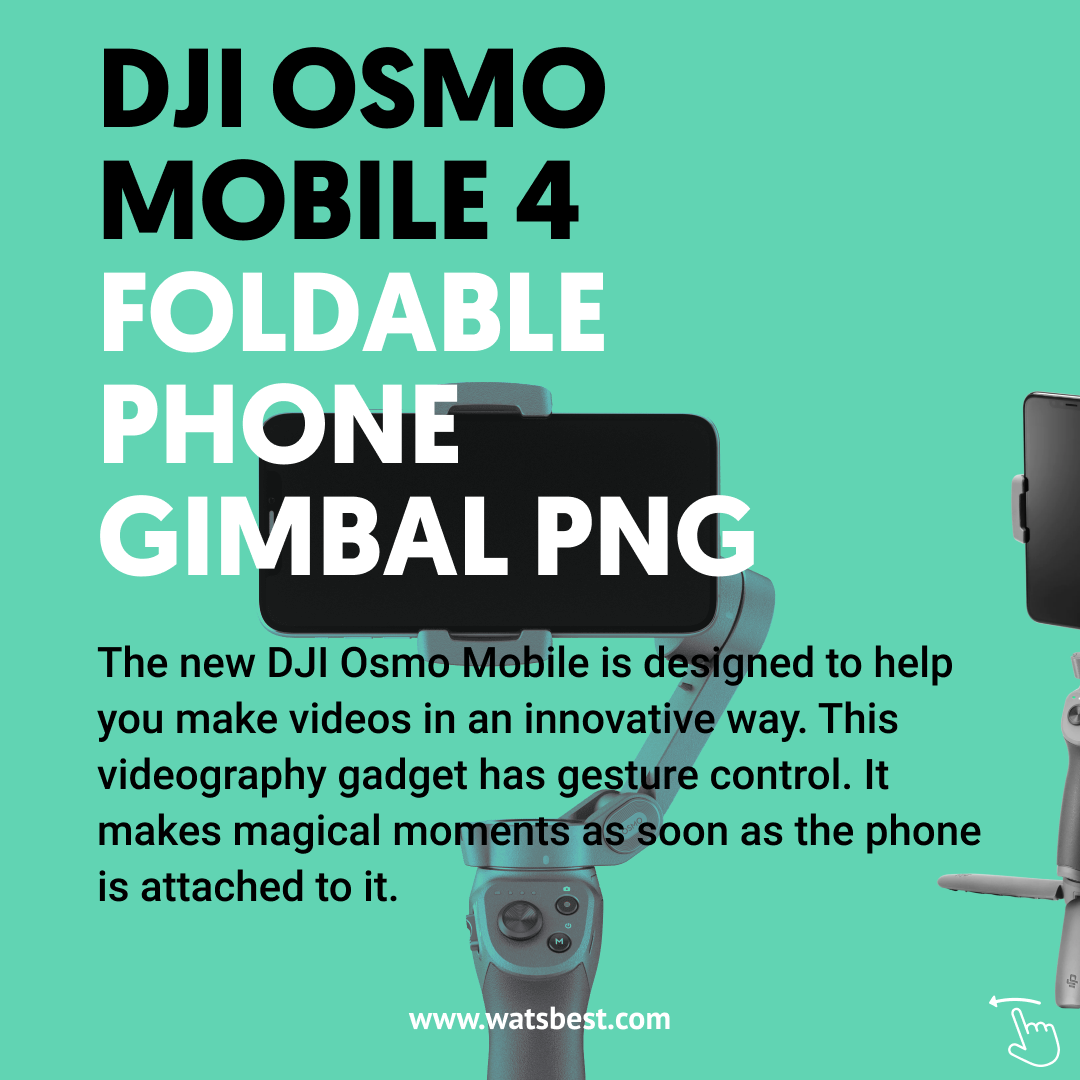 DJI OSMO
MOBILE 4
FOLDABLE
PHONE
GIMBAL PNG
The new DJI Osmo Mobile is designed to help
you make videos in an innovative way. This
videography gadget has gesture control. It
makes magical moments as soon as the phone
is attached to it.
OSMO
M
www.watsbest.com